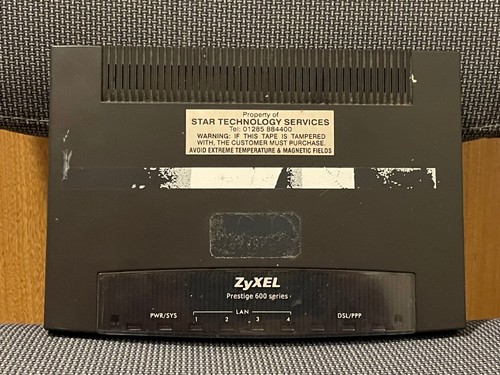 Property of
STAR TECHNOLOGY SERVICES
Tel: 01285 884400
WARNING: IF THIS TAPE IS TAMPERED
WITH, THE CUSTOMER MUST PURCHASE.
AVOID EXTREME TEMPERATURE & MAGNETIC FIELDS
ZyXEL
Prestige 600 series
PWR/SYS LAN DSL/PPP
1 2 3 4